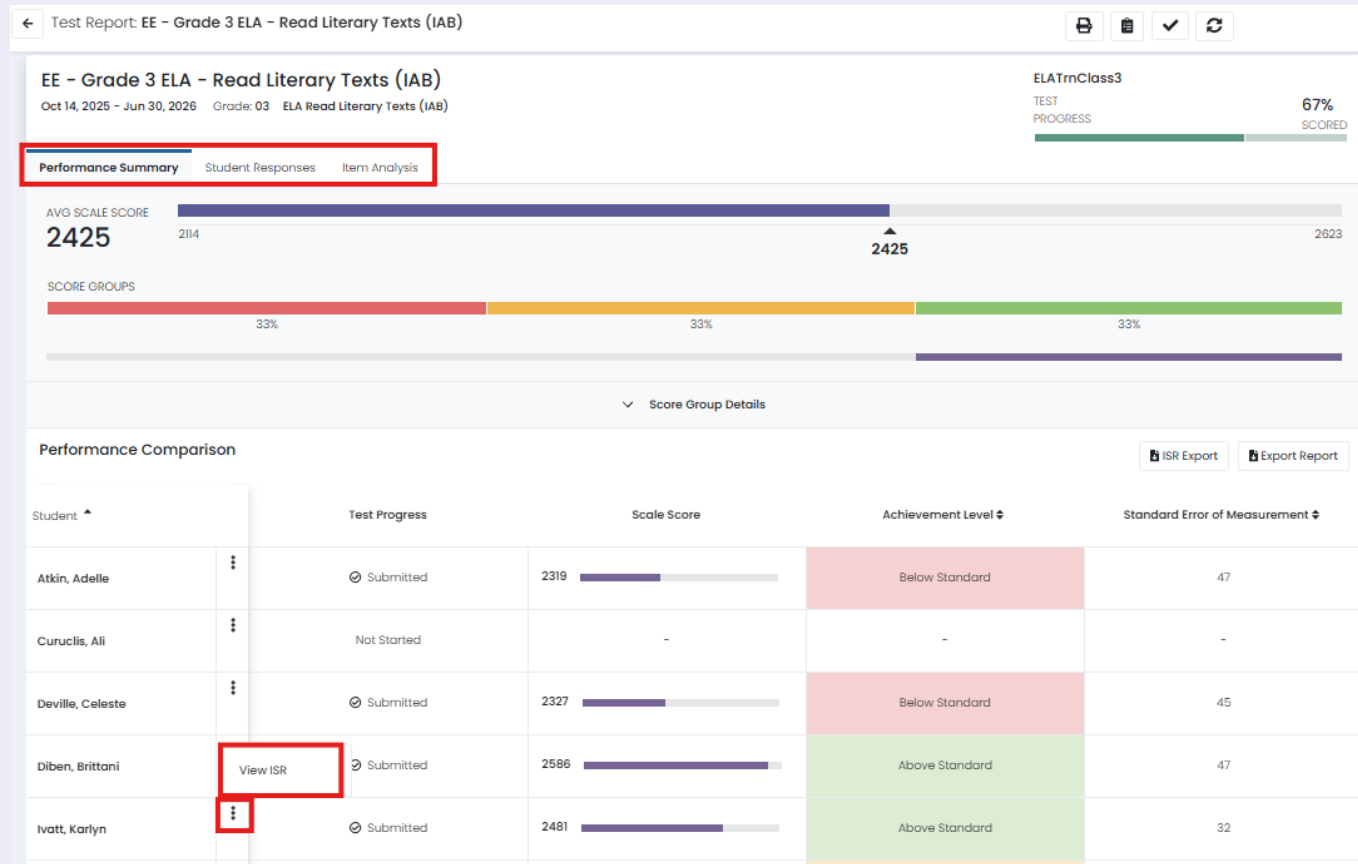 Test Report: EE - Grade 3 ELA - Read Literary Texts (IAB)
EE - Grade 3 ELA - Read Literary Texts (IAB)
Oct 14, 2025 - Jun 30, 2026 Grade: 03 ELA Read Literary Texts (IAB)
ELATrnClass3
TEST
PROGRESS
67%
SCORED
Performance Summary Student Responses Item Analysis
AVG SCALE SCORE
2425
2114
2425
2623
SCORE GROUPS
33% 33% 33%
Score Group Details
Performance Comparison
ISR Export Export Report
Student Test Progress Scale Score Achievement Level Standard Error of Measurement
Atkin, Adelle Submitted 2319 Below Standard 47
Curuclis, Ali Not Started - - -
Deville, Celeste Submitted 2327 Below Standard 45
Diben, Brittani View ISR Submitted 2586 Above Standard 47
Ivatt, Karlyn Submitted 2481 Above Standard 32